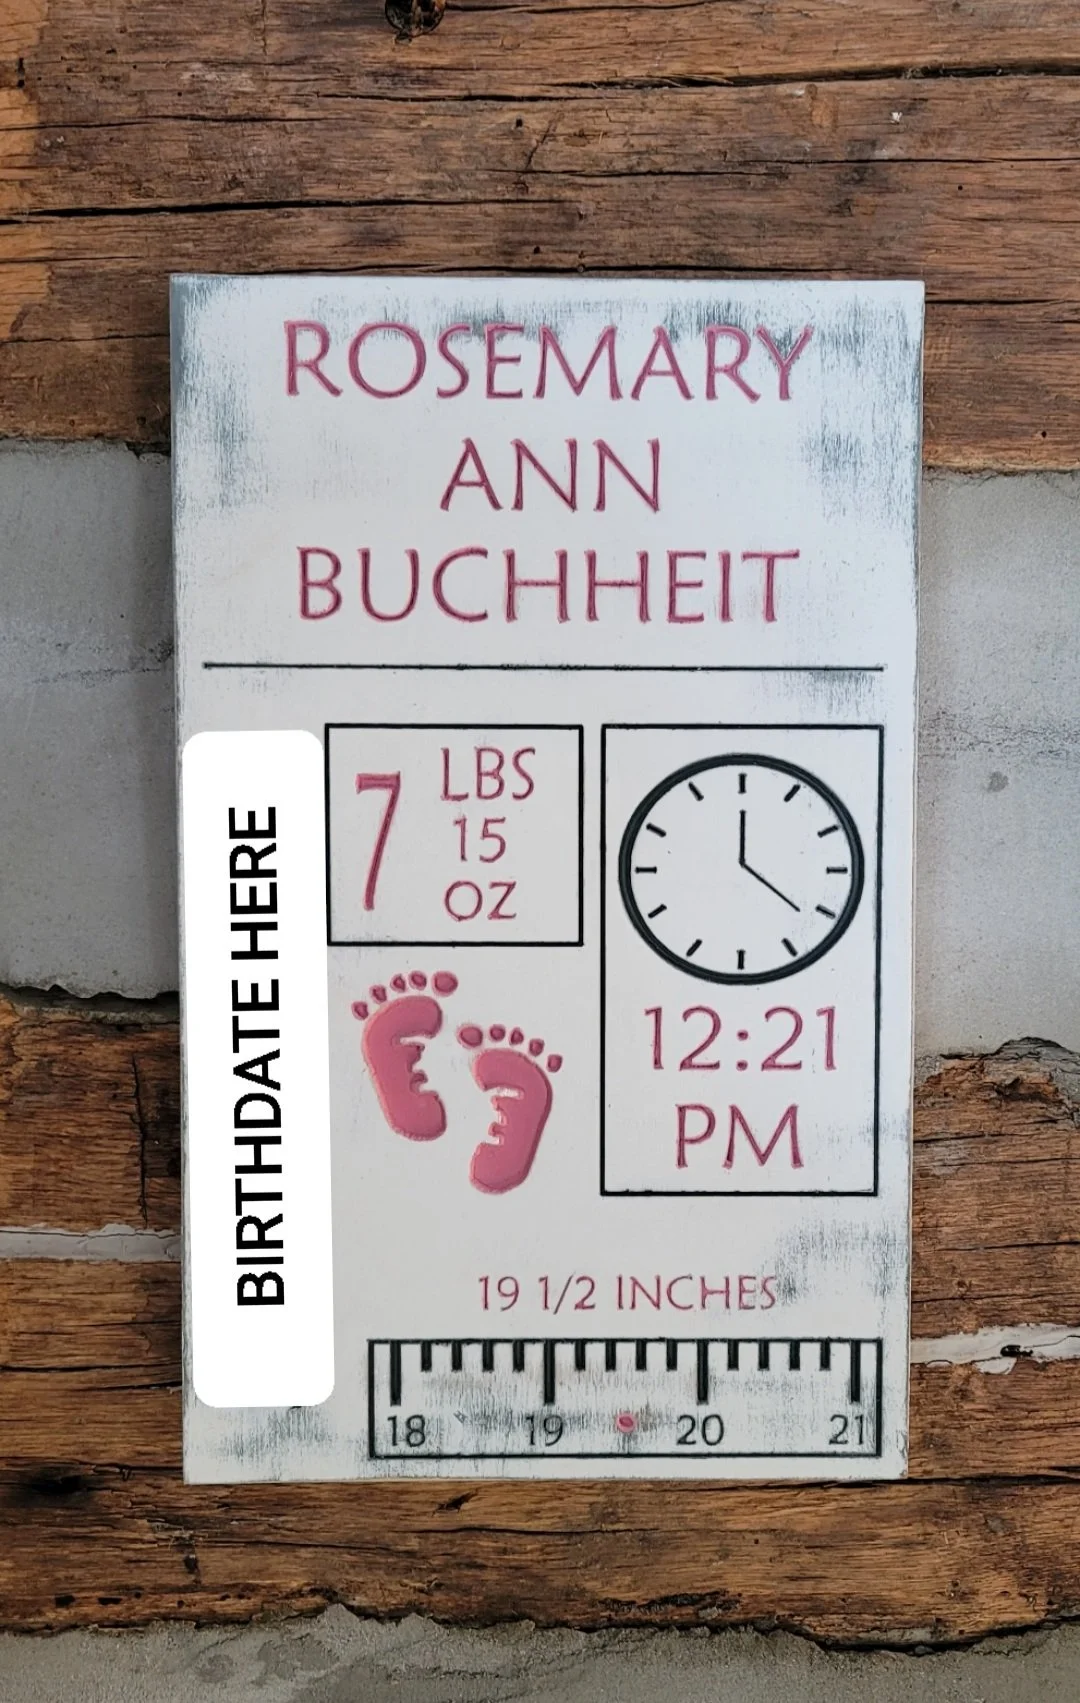 ROSEMARY
ANN
BUCHHEIT
BIRTHDATE HERE
7
LBS
15
OZ
12:21
PM
19 1/2 INCHES
18 19 20 21